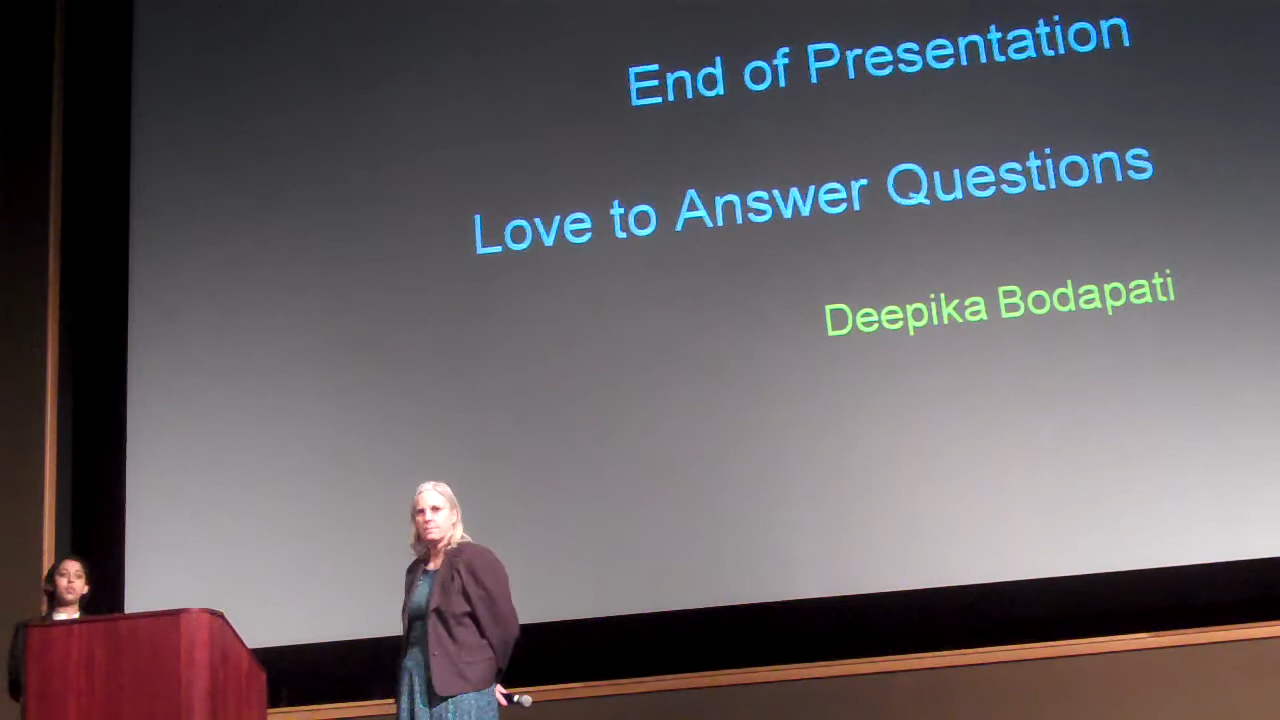 End of Presentation
Love to Answer Questions
Deepika Bodapati